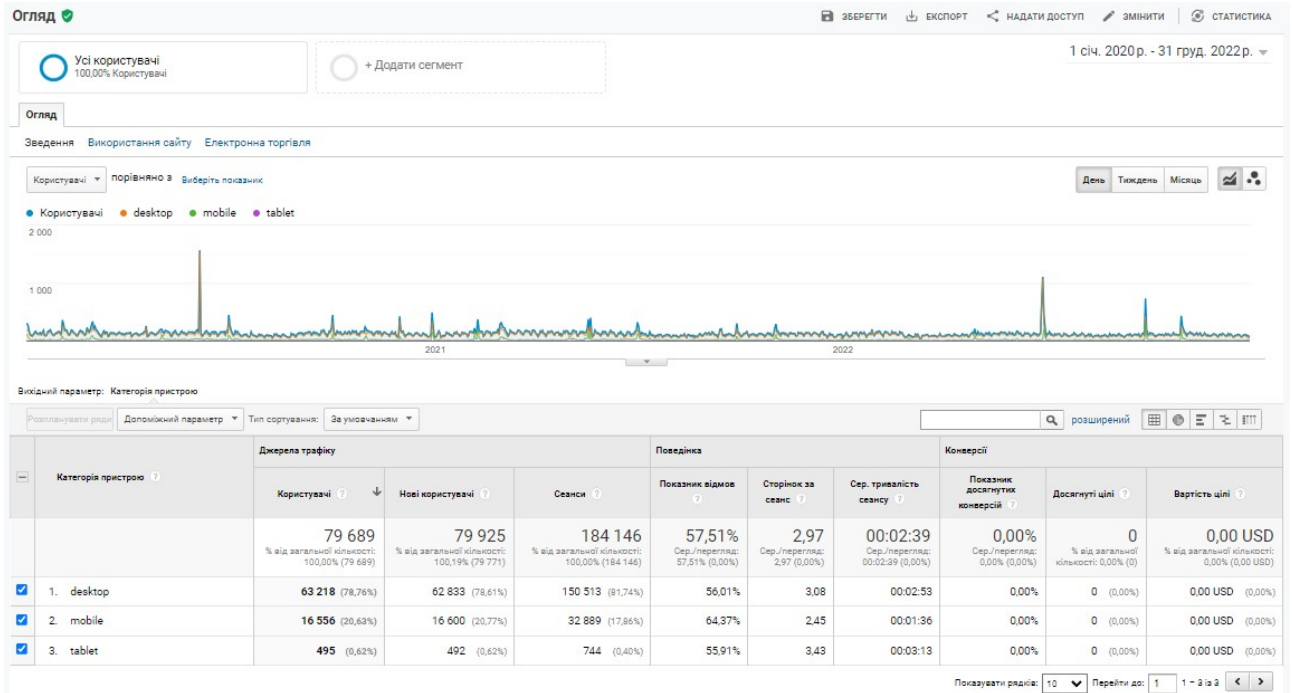 Огляд
ЗБЕРЕГТИ ЕКСПОРТ НАДАТИ ДОСТУП ЗМІНИТИ СТАТИСТИКА
Усі користувачі
100,00% Користувачі
+ Додати сегмент
1 січ. 2020 р. - 31 груд. 2022 р.
Огляд
Зведення Використання сайту Електронна торгівля
Користувачі порівняно з Виберіть показник
День Тиждень Місяць
Користувачі desktop mobile tablet
2 000
1 000
2021 2022
Вихідний параметр: Категорія пристрою
Розпланувати ряди Допоміжний параметр Тип сортування: За умовчанням
розширений
Джерела трафіку Поведінка Конверсії
Категорія пристрою ?
Користувачі ? Нові користувачі ? Сеанси ? Показник відмов ? Сторінок за сеанс ? Сер. тривалість сеансу ? Показник досягнутих конверсій ? Досягнуті цілі ? Вартість цілі ?
79 689 79 925 184 146 57,51% 2,97 00:02:39 0,00% 0 0,00 USD
% від загальної кількості: % від загальної кількості: % від загальної кількості: Сер./перегляд: Сер./перегляд: Сер./перегляд: Сер./перегляд: % від загальної % від загальної кількості:
100,00% (79 689) 100,19% (79 771) 100,00% (184 146) 57,51% (0,00%) 2,97 (0,00%) 00:02:39 (0,00%) 0,00% (0,00%) кількості: 0,00% (0) 0,00% (0,00 USD)
1. desktop 63 218 (78,76%) 62 833 (78,61%) 150 513 (81,74%) 56,01% 3,08 00:02:53 0,00% 0 (0,00%) 0,00 USD (0,00%)
2. mobile 16 556 (20,63%) 16 600 (20,77%) 32 889 (17,86%) 64,37% 2,45 00:01:36 0,00% 0 (0,00%) 0,00 USD (0,00%)
3. tablet 495 (0,62%) 492 (0,62%) 744 (0,40%) 55,91% 3,43 00:03:13 0,00% 0 (0,00%) 0,00 USD (0,00%)
Показувати рядків: 10 Перейти до: 1 1 – 3 із 3